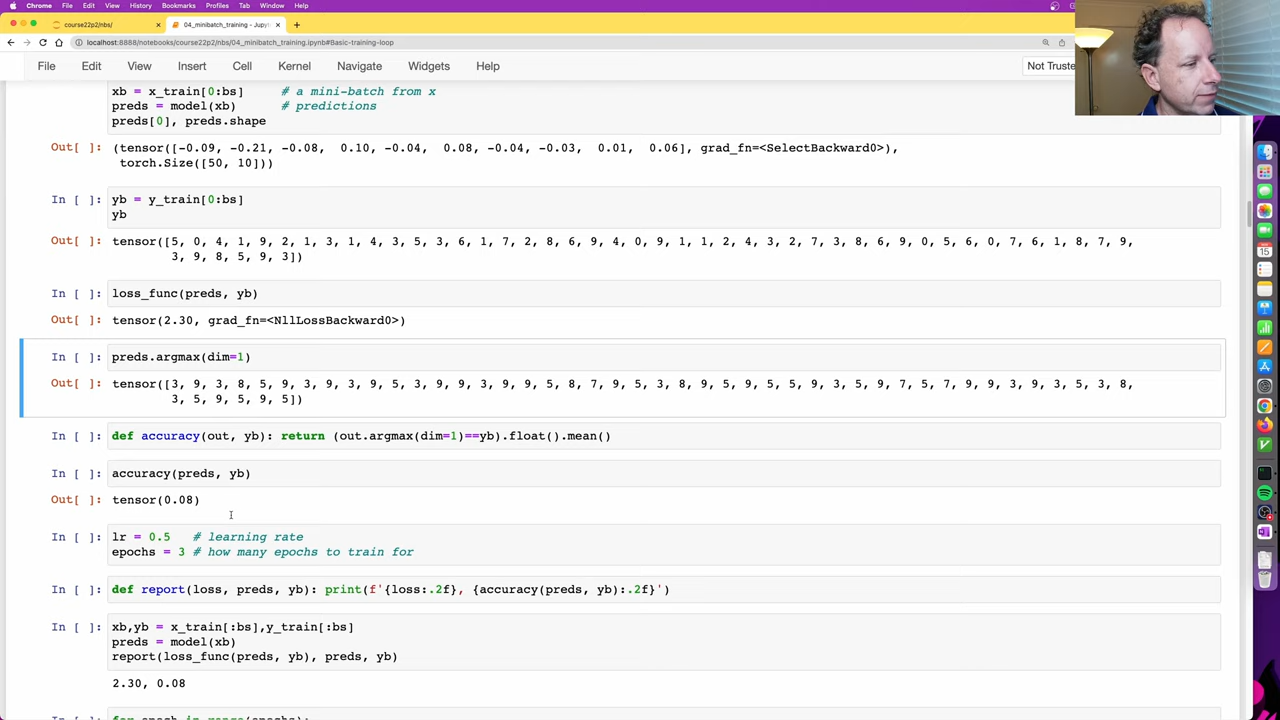 Chrome File Edit View History Bookmarks Profiles Tab Window Help
course22p2/nbs/
04_minibatch_training - Jupyt
localhost:8888/notebooks/course22p2/nbs/04_minibatch_training.ipynb#Basic-training-loop
File Edit View Insert Cell Kernel Navigate Widgets Help
Not Truste
xb = x_train[0:bs] # a mini-batch from x
preds = model(xb) # predictions
preds[0], preds.shape
Out[ ]: (tensor([-0.09, -0.21, -0.08, 0.10, -0.04, 0.08, -0.04, -0.03, 0.01, 0.06], grad_fn=<SelectBackward0>),
torch.Size([50, 10]))
In [ ]: yb = y_train[0:bs]
yb
Out[ ]: tensor([5, 0, 4, 1, 9, 2, 1, 3, 1, 4, 3, 5, 3, 6, 1, 7, 2, 8, 6, 9, 4, 0, 9, 1, 1, 2, 4, 3, 2, 7, 3, 8, 6, 9, 0, 5, 6, 0, 7, 6, 1, 8, 7, 9,
3, 9, 8, 5, 9, 3])
In [ ]: loss_func(preds, yb)
Out[ ]: tensor(2.30, grad_fn=<NllLossBackward0>)
In [ ]: preds.argmax(dim=1)
Out[ ]: tensor([3, 9, 3, 8, 5, 9, 3, 9, 3, 9, 5, 3, 9, 9, 3, 9, 9, 5, 8, 7, 9, 5, 3, 8, 9, 5, 9, 5, 5, 9, 3, 5, 9, 7, 5, 7, 9, 9, 3, 9, 3, 5, 3, 8,
3, 5, 9, 5, 9, 5])
In [ ]: def accuracy(out, yb): return (out.argmax(dim=1)==yb).float().mean()
In [ ]: accuracy(preds, yb)
Out[ ]: tensor(0.08)
In [ ]: lr = 0.5 # learning rate
epochs = 3 # how many epochs to train for
In [ ]: def report(loss, preds, yb): print(f'{loss:.2f}, {accuracy(preds, yb):.2f}')
In [ ]: xb,yb = x_train[:bs],y_train[:bs]
preds = model(xb)
report(loss_func(preds, yb), preds, yb)
2.30, 0.08
for epoch in range(epochs):